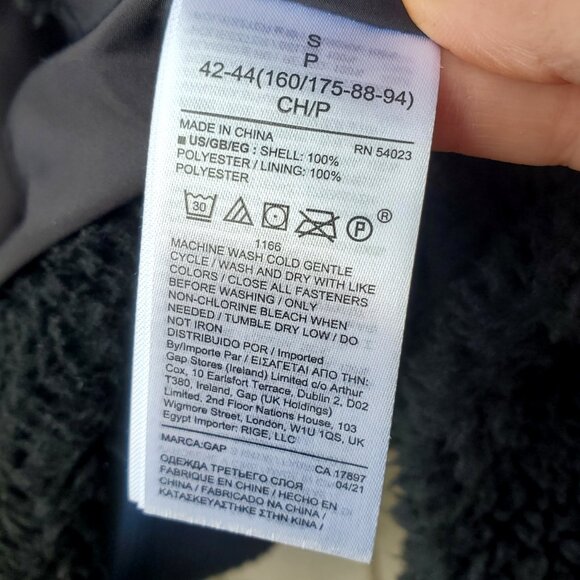 S
P
42-44(160/175-88-94)
CH/P
MADE IN CHINA RN 54023
US/GB/EG : SHELL: 100%
POLYESTER / LINING: 100%
POLYESTER
30 P ®
1166
MACHINE WASH COLD GENTLE
CYCLE / WASH AND DRY WITH LIKE
COLORS / CLOSE ALL FASTENERS
BEFORE WASHING / ONLY
NON-CHLORINE BLEACH WHEN
NEEDED / TUMBLE DRY LOW / DO
NOT IRON
DISTRIBUIDO POR / Imported
By/Importe Par / ΕΙΣΑΓΕΤΑΙ ΑΠΟ ΤΗΝ:
Gap Stores (Ireland) Limited c/o Arthur
Cox, 10 Earlsfort Terrace, Dublin 2, D02
T380, Ireland, Gap (UK Holdings)
Limited, 2nd Floor Nations House, 103
Wigmore Street, London, W1U 1QS, UK
Egypt Importer: RIGE, LLC
MARCA:GAP CA 17897
ОДЕЖДА ТРЕТЬЕГО СЛОЯ 04/21
FABRIQUE EN CHINE / HECHO EN
CHINA / FABRICADO NA CHINA /
ΚΑΤΑΣΚΕΥΑΣΤΗΚΕ ΣΤΗΝ ΚΙΝΑ /